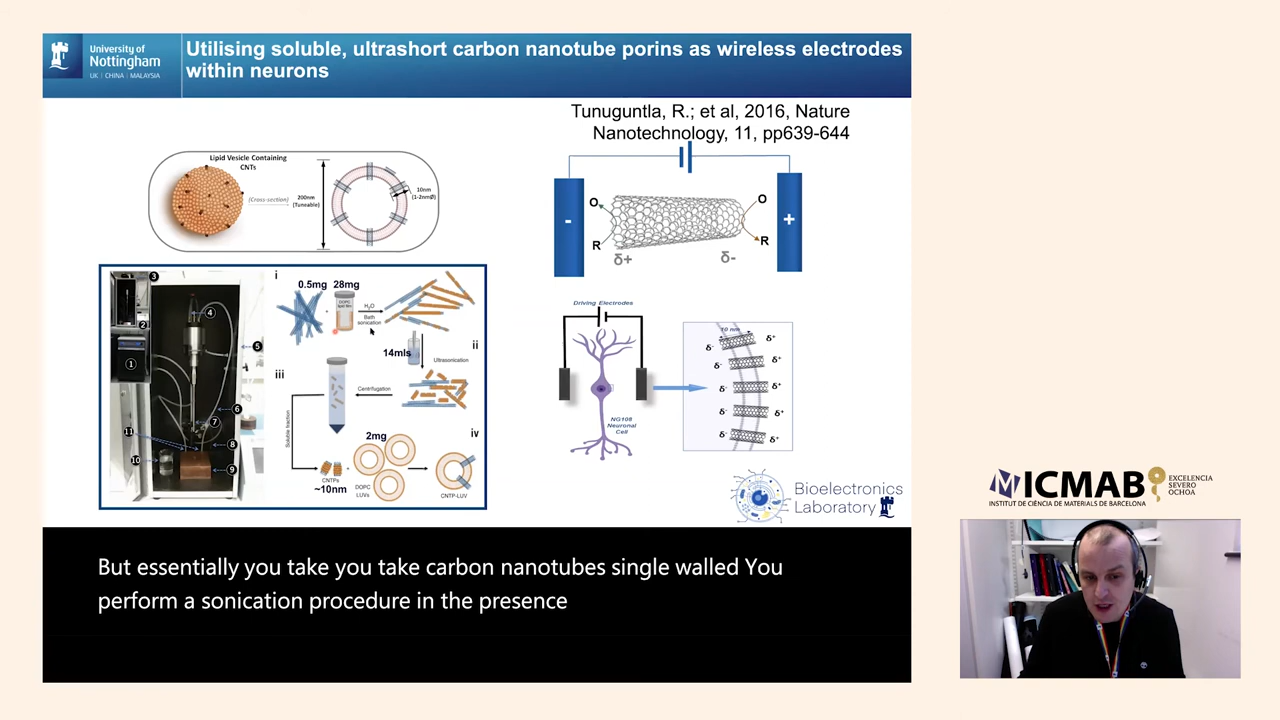 University of
Nottingham
UK | CHINA | MALAYSIA
Utilising soluble, ultrashort carbon nanotube porins as wireless electrodes
within neurons
Tunuguntla, R.; et al, 2016, Nature
Nanotechnology, 11, pp639-644
Lipid Vesicle Containing
CNTs
(Cross-section)
200nm
(Tuneable)
10nm
(1-2nmØ)
-
+
O
R
O
R
δ+
δ-
1
2
3
4
5
6
7
8
9
10
11
i
0.5mg
28mg
+
DOPC
lipid film
H₂O
Bath
sonication
14mls
ii
Ultrasonication
iii
Centrifugation
Soluble fraction
iv
2mg
CNTPs
~10nm
+
DOPC
LUVs
CNTP-LUV
Driving Electrodes
NG108
Neuronal
Cell
10 nm
δ- δ+
δ- δ+
δ- δ+
δ- δ+
δ- δ+
Bioelectronics
Laboratory
But essentially you take you take carbon nanotubes single walled You
perform a sonication procedure in the presence
ICMAB
INSTITUT DE CIÈNCIA DE MATERIALS DE BARCELONA
EXCELENCIA
SEVERO
OCHOA